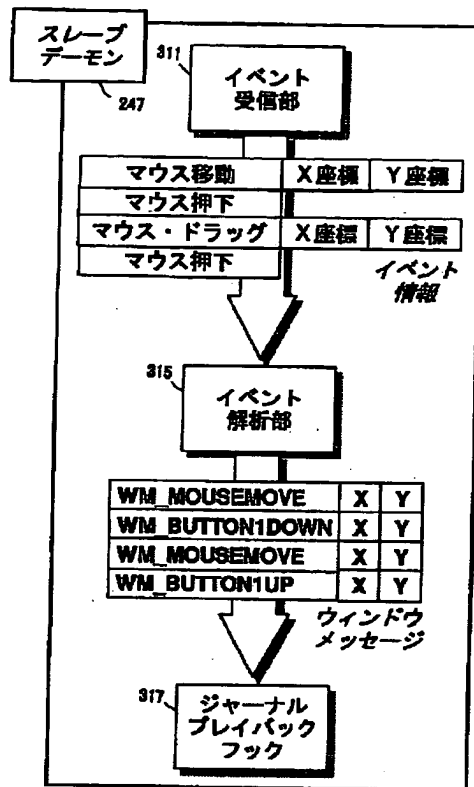 スレーブ
デーモン
247
311
イベント
受信部
マウス移動 X座標 Y座標
マウス押下
マウス・ドラッグ X座標 Y座標
マウス押下
イベント
情報
315
イベント
解析部
WM_MOUSEMOVE X Y
WM_BUTTON1DOWN X Y
WM_MOUSEMOVE X Y
WM_BUTTON1UP X Y
ウィンドウ
メッセージ
317
ジャーナル
プレイバック
フック